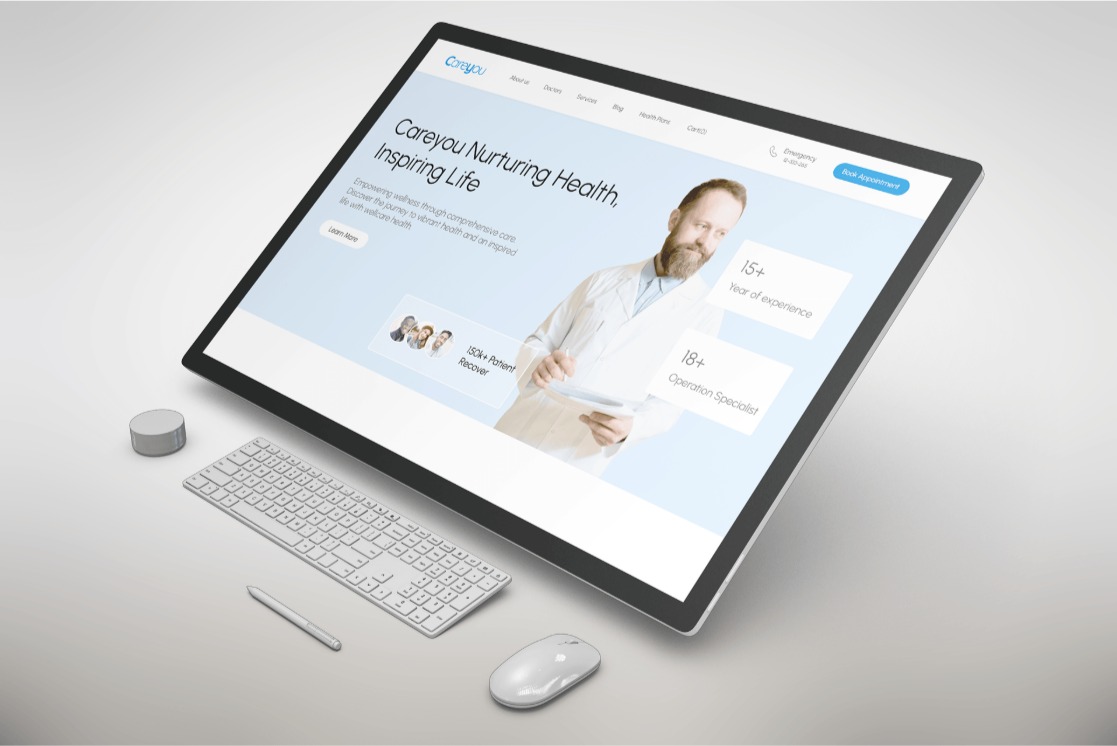 Careyou
About us
Doctors
Services
Blog
Health Plans
Cart(0)
Emergency
Book Appointment
Careyou Nurturing Health,
Inspiring Life
Empowering wellness through comprehensive care
Discover the journey to vibrant health and an inspired
life with wellcare health
Learn More
15+
Year of experience
150k+ Patient
Recover
18+
Operation Specialist